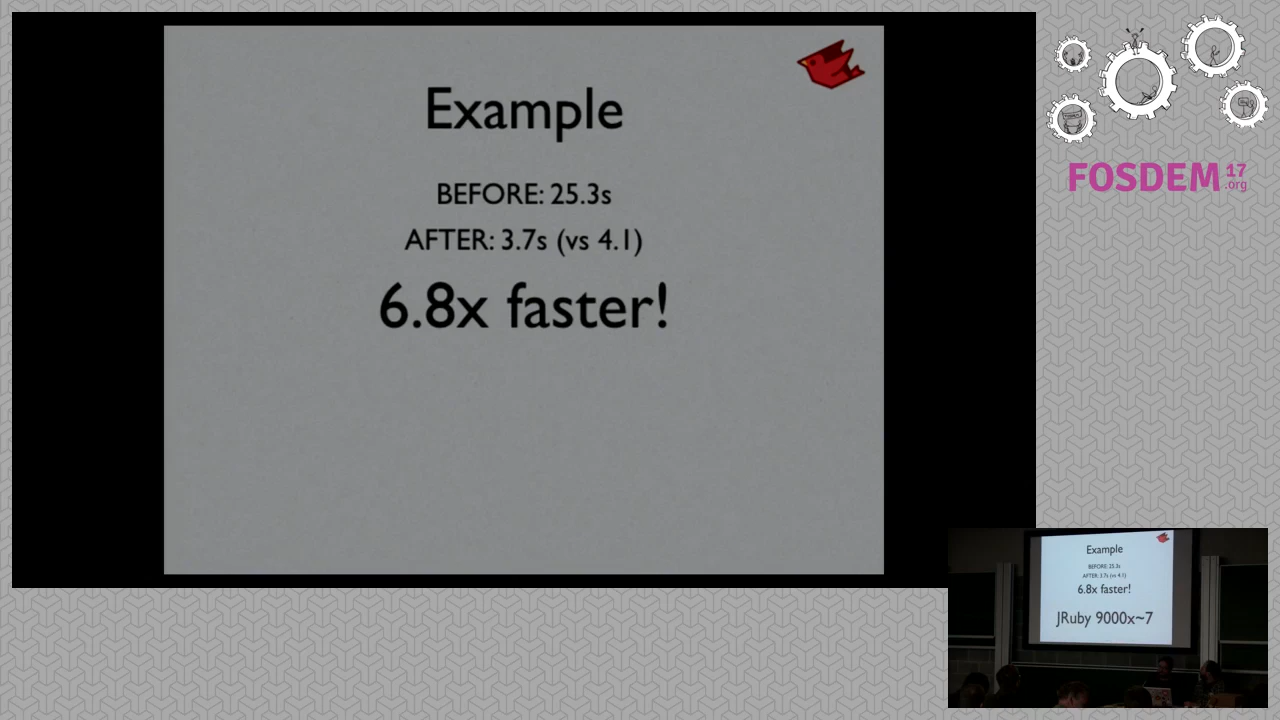 Example
BEFORE: 25.3s
AFTER: 3.7s (vs 4.1)
6.8x faster!
FOSDEM 17
.org
Example
BEFORE: 25.3s
AFTER: 3.7s (vs 4.1)
6.8x faster!
JRuby 9000x~7